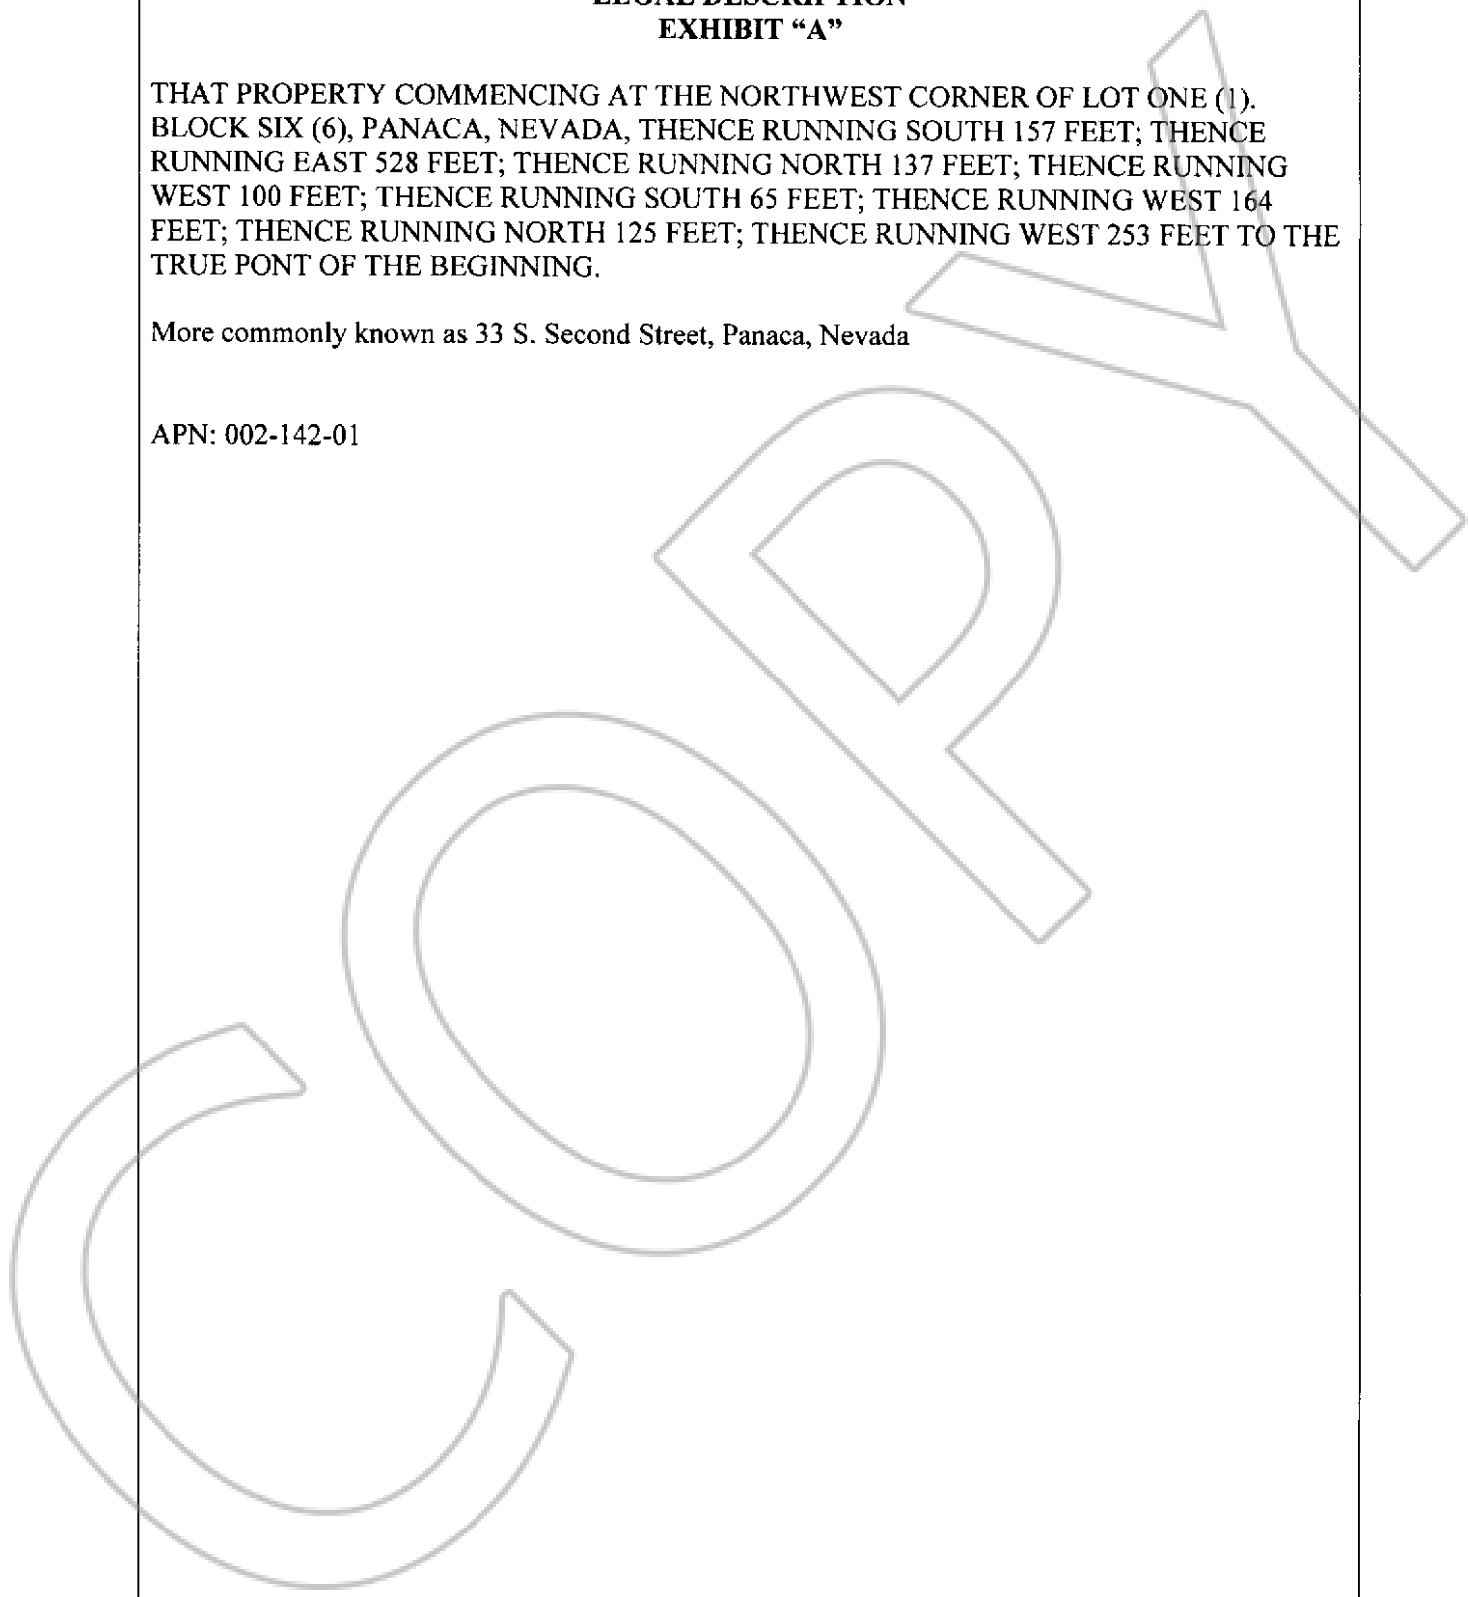 LEGAL DESCRIPTION
EXHIBIT “A”
THAT PROPERTY COMMENCING AT THE NORTHWEST CORNER OF LOT ONE (1).
BLOCK SIX (6), PANACA, NEVADA, THENCE RUNNING SOUTH 157 FEET; THENCE
RUNNING EAST 528 FEET; THENCE RUNNING NORTH 137 FEET; THENCE RUNNING
WEST 100 FEET; THENCE RUNNING SOUTH 65 FEET; THENCE RUNNING WEST 164
FEET; THENCE RUNNING NORTH 125 FEET; THENCE RUNNING WEST 253 FEET TO THE
TRUE PONT OF THE BEGINNING.
More commonly known as 33 S. Second Street, Panaca, Nevada
APN: 002-142-01
COPY